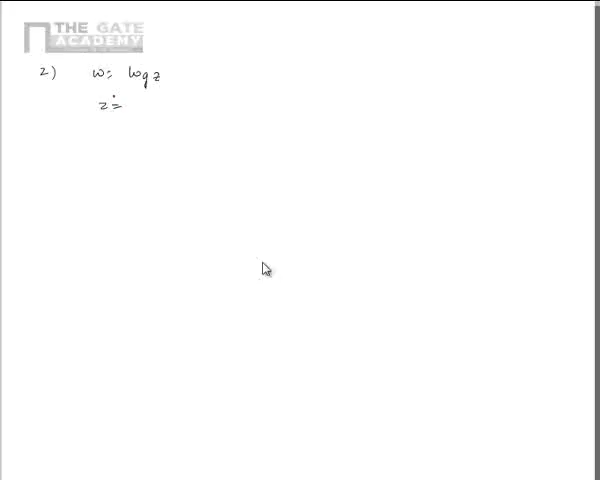 THE GATE
ACADEMY
2) w = log z
z =